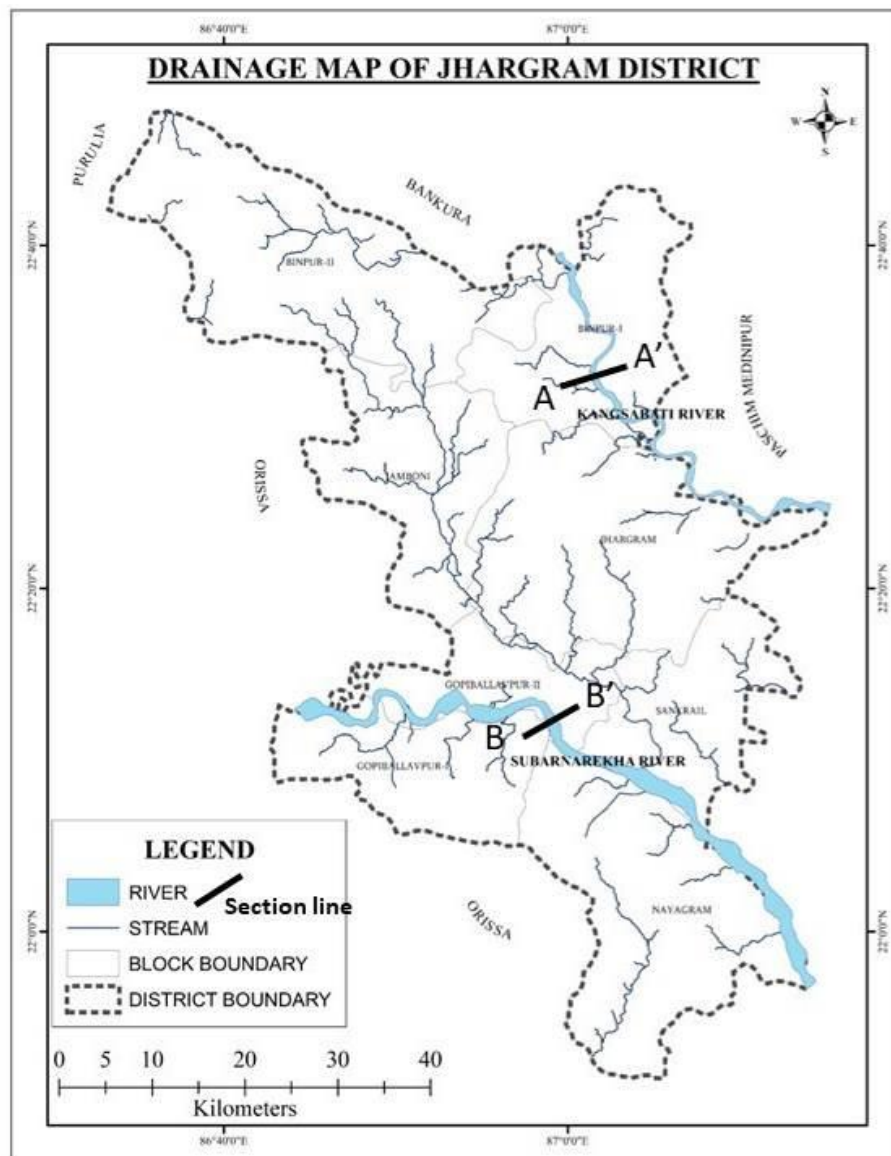 86°40'0"E 87°0'0"E
DRAINAGE MAP OF JHARGRAM DISTRICT
N
W E
S
PURULIA
BANKURA
22°40'0"N 22°40'0"N
BINPUR-II
BINPUR-I
A'
A
KANGSABATI RIVER
PASCHIM MEDINIPUR
ORISSA
JAMBONI
JHARGRAM
22°20'0"N 22°20'0"N
GOPIBALLAVPUR-II
B'
SANKRAIL
B
SUBARNAREKHA RIVER
GOPIBALLAVPUR-I
LEGEND
RIVER
Section line
STREAM
BLOCK BOUNDARY
DISTRICT BOUNDARY
ORISSA
NAYAGRAM
22°0'0"N 22°0'0"N
0 5 10 20 30 40
Kilometers
86°40'0"E 87°0'0"E